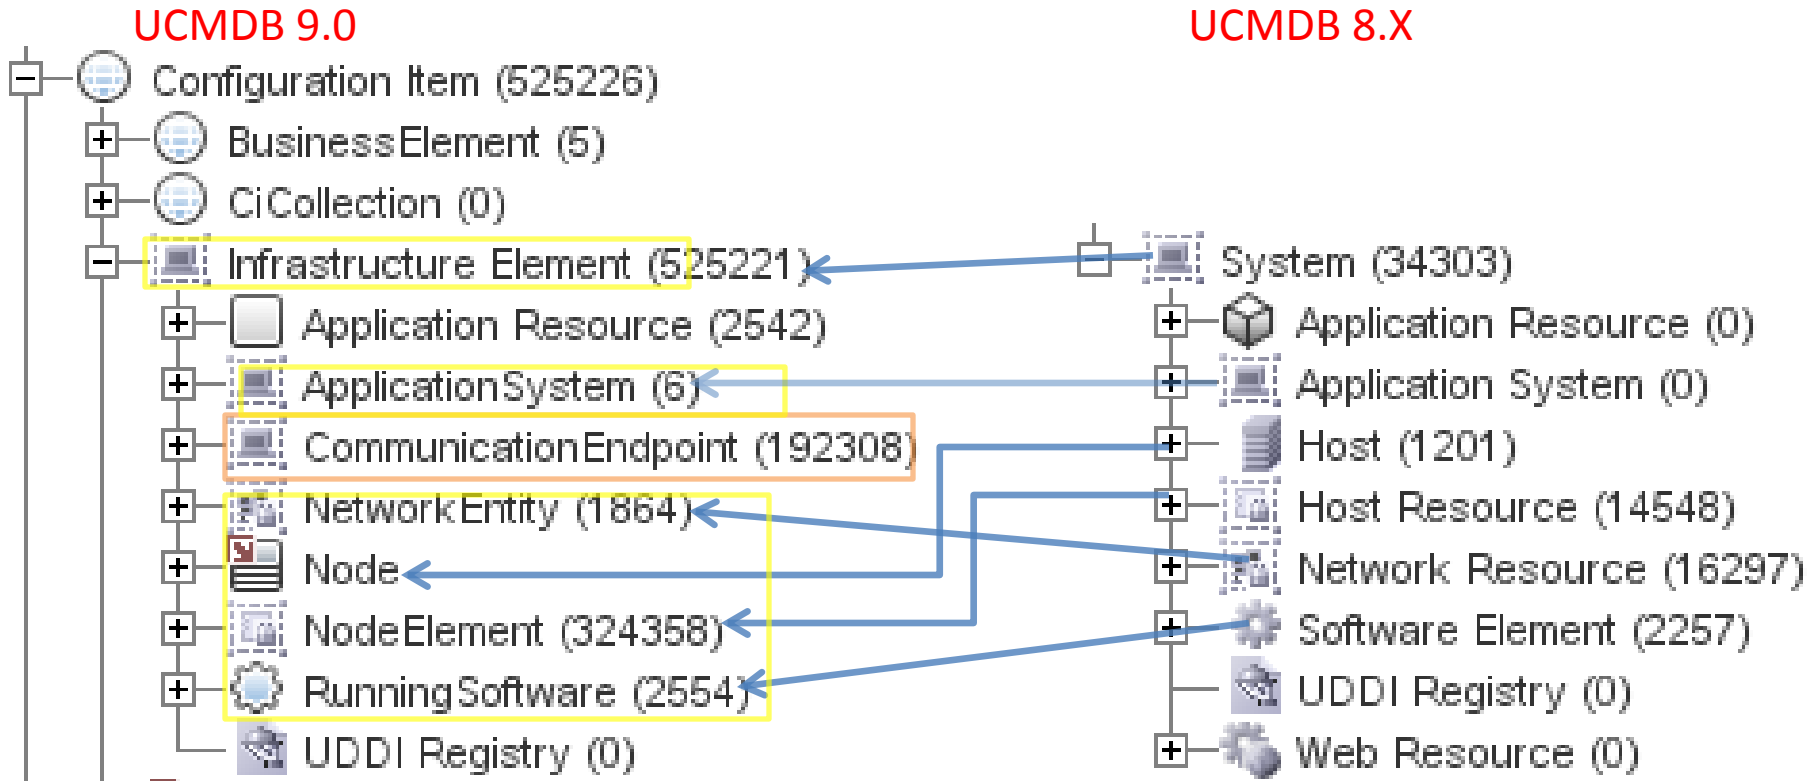 UCMDB 9.0
Configuration Item (525226)
BusinessElement (5)
CiCollection (0)
Infrastructure Element (525221)
Application Resource (2542)
ApplicationSystem (6)
CommunicationEndpoint (192308)
NetworkEntity (1864)
Node
NodeElement (324358)
RunningSoftware (2554)
UDDI Registry (0)
UCMDB 8.X
System (34303)
Application Resource (0)
Application System (0)
Host (1201)
Host Resource (14548)
Network Resource (16297)
Software Element (2257)
UDDI Registry (0)
Web Resource (0)